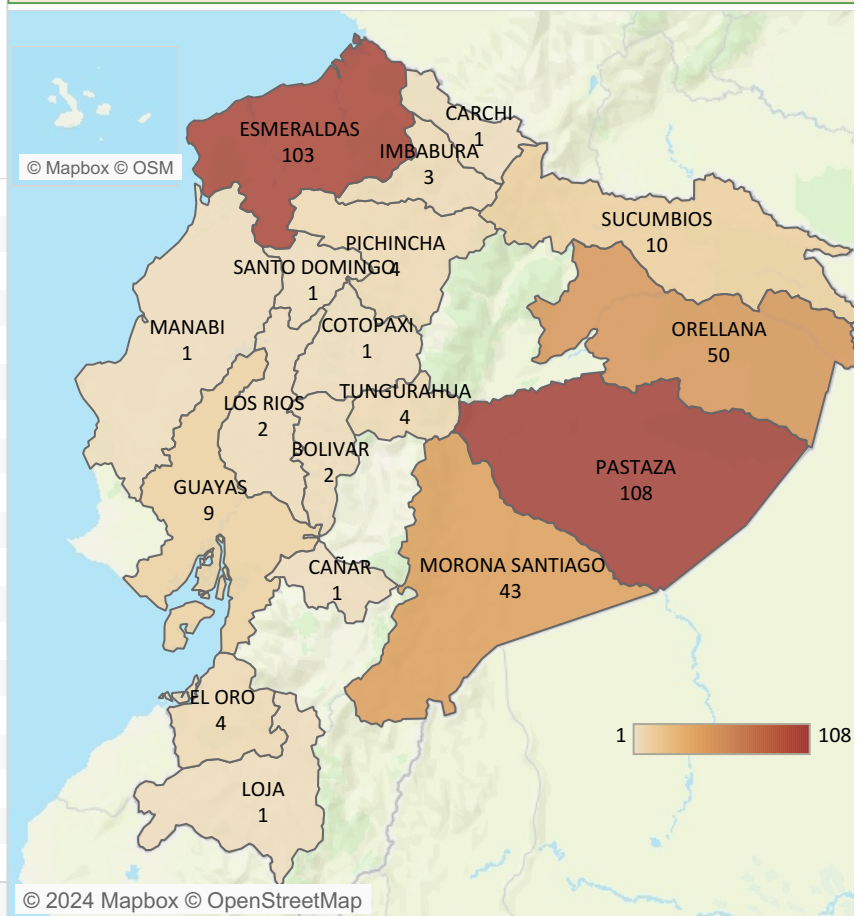 © Mapbox © OSM
ESMERALDAS
103
CARCHI
1
IMBABURA
3
SUCUMBIOS
10
PICHINCHA
4
SANTO DOMINGO
1
MANABI
1
COTOPAXI
1
ORELLANA
50
TUNGURAHUA
4
LOS RIOS
2
BOLIVAR
2
PASTAZA
108
GUAYAS
9
CAÑAR
1
MORONA SANTIAGO
43
EL ORO
4
1 108
LOJA
1
© 2024 Mapbox © OpenStreetMap